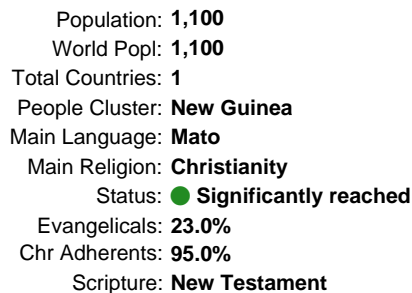 Population: 1,100
World Popl: 1,100
Total Countries: 1
People Cluster: New Guinea
Main Language: Mato
Main Religion: Christianity
Status: Significantly reached
Evangelicals: 23.0%
Chr Adherents: 95.0%
Scripture: New Testament